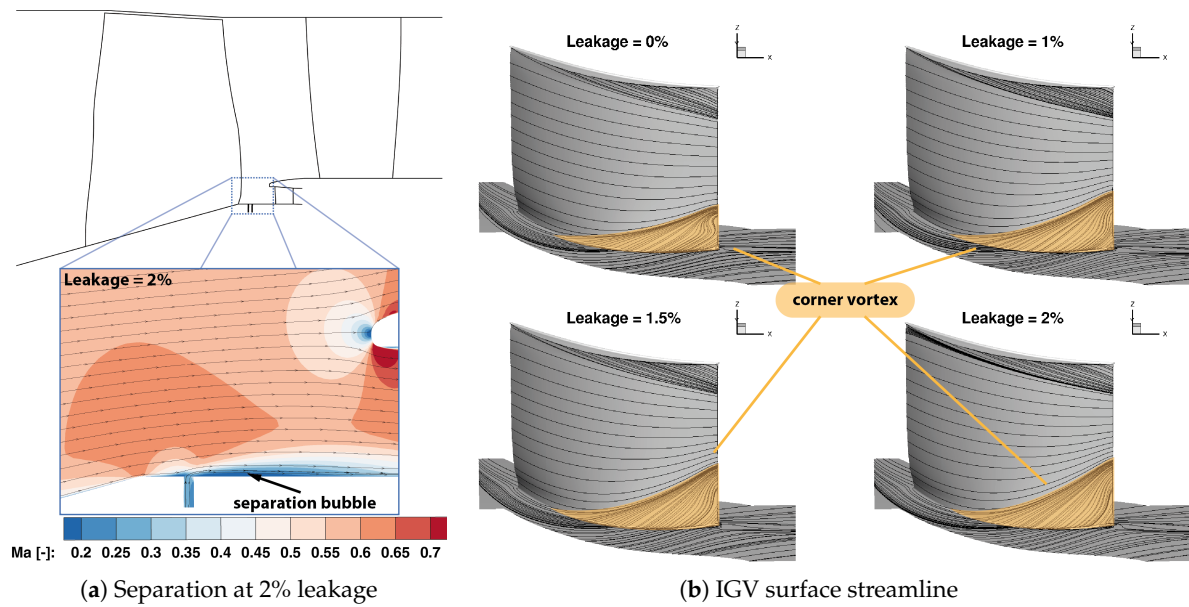 Leakage = 2%
separation bubble
Ma [-]: 0.2 0.25 0.3 0.35 0.4 0.45 0.5 0.55 0.6 0.65 0.7
(a) Separation at 2% leakage
Leakage = 0%
z
x
Leakage = 1%
z
x
corner vortex
Leakage = 1.5%
z
x
Leakage = 2%
z
x
(b) IGV surface streamline